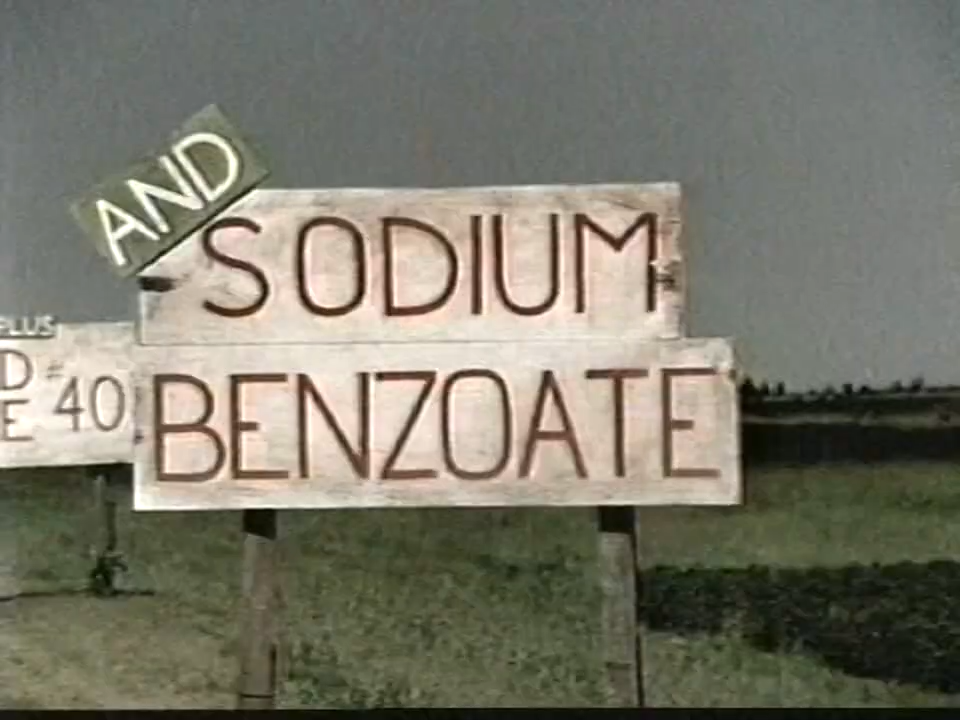 PLUS
D #
E 40
AND
SODIUM
BENZOATE